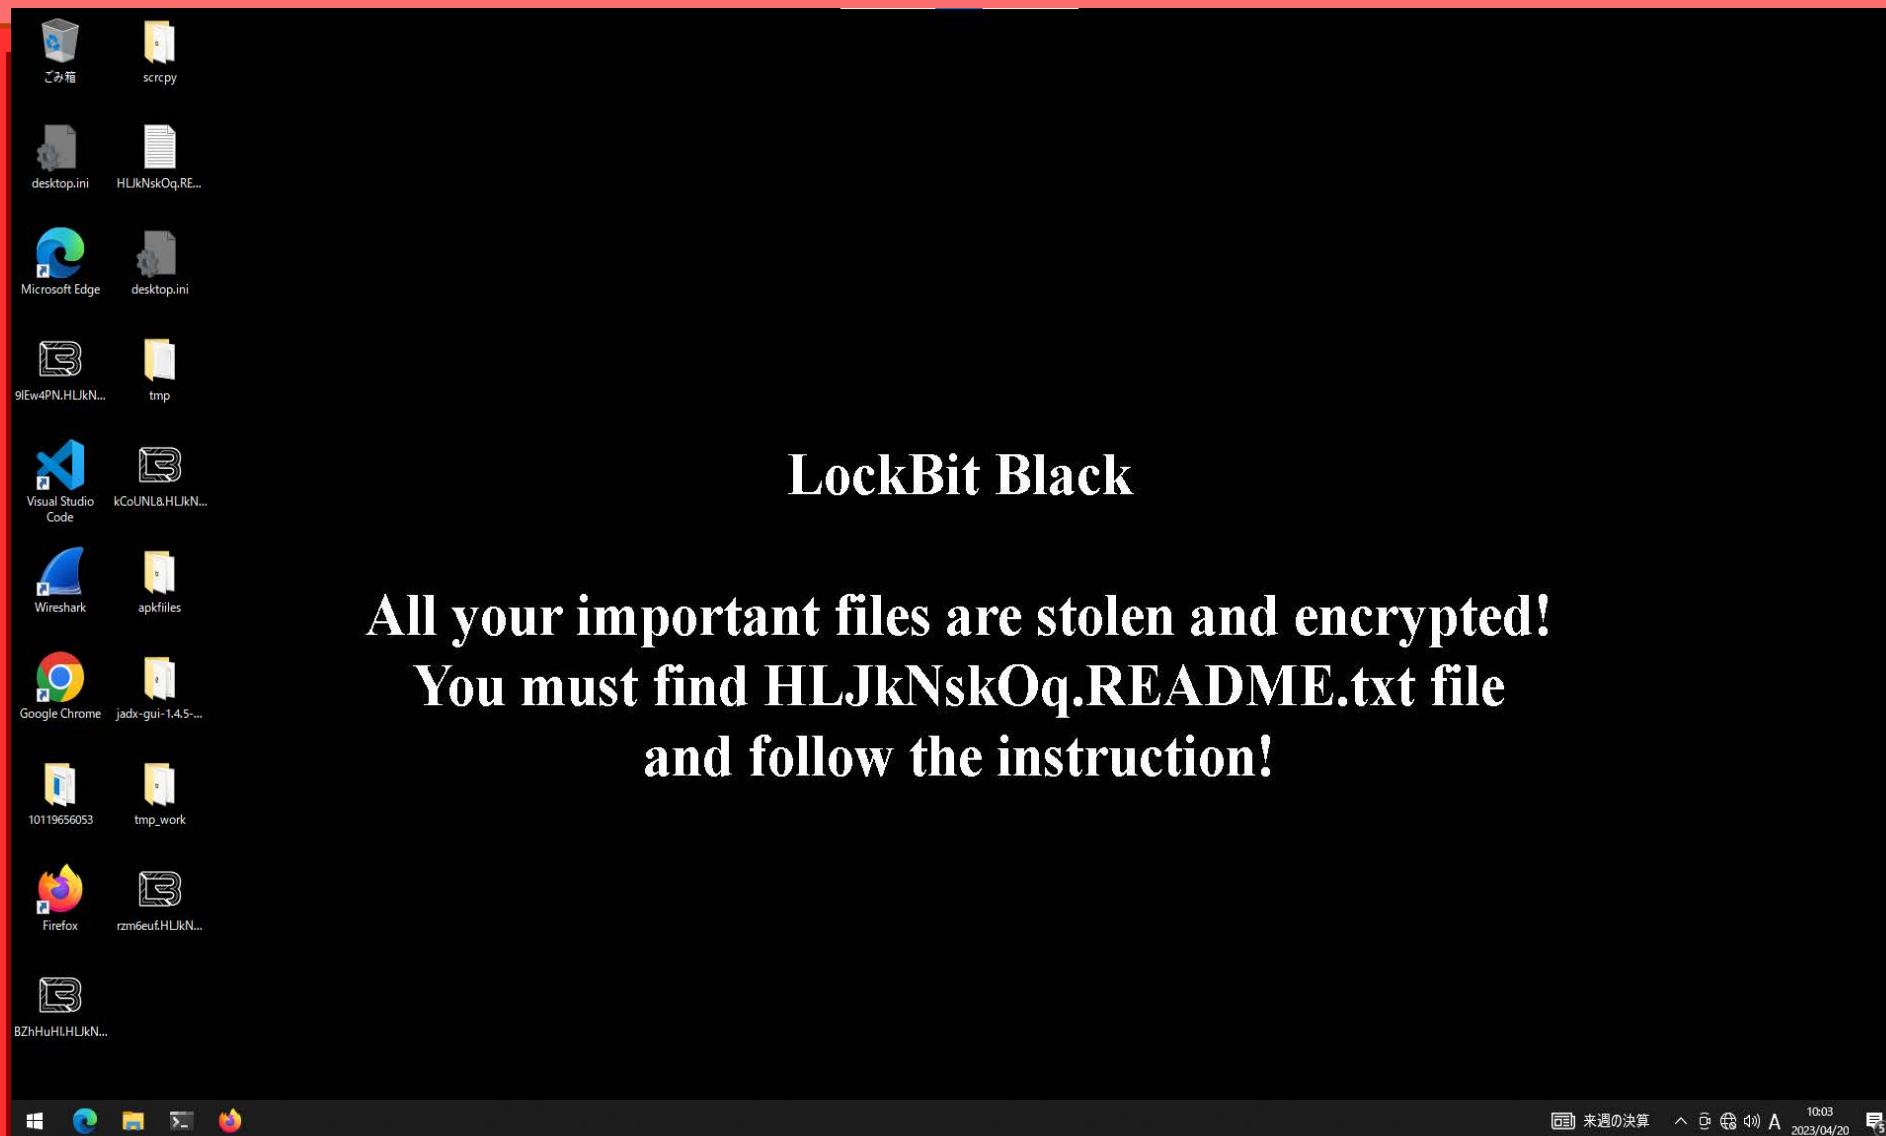 ごみ箱
scrcpy
desktop.ini
HLJkNskOq.RE...
Microsoft Edge
desktop.ini
9IEw4PN.HLJkN...
tmp
Visual Studio
Code
kCoUNL8.HLJkN...
Wireshark
apkfiiles
Google Chrome
jadx-gui-1.4.5-...
10119656053
tmp_work
Firefox
rzm6euf.HLJkN...
BZhHuHl.HLJkN...
LockBit Black
All your important files are stolen and encrypted!
You must find HLJkNskOq.README.txt file
and follow the instruction!
来週の決算
A
10:03
2023/04/20
5